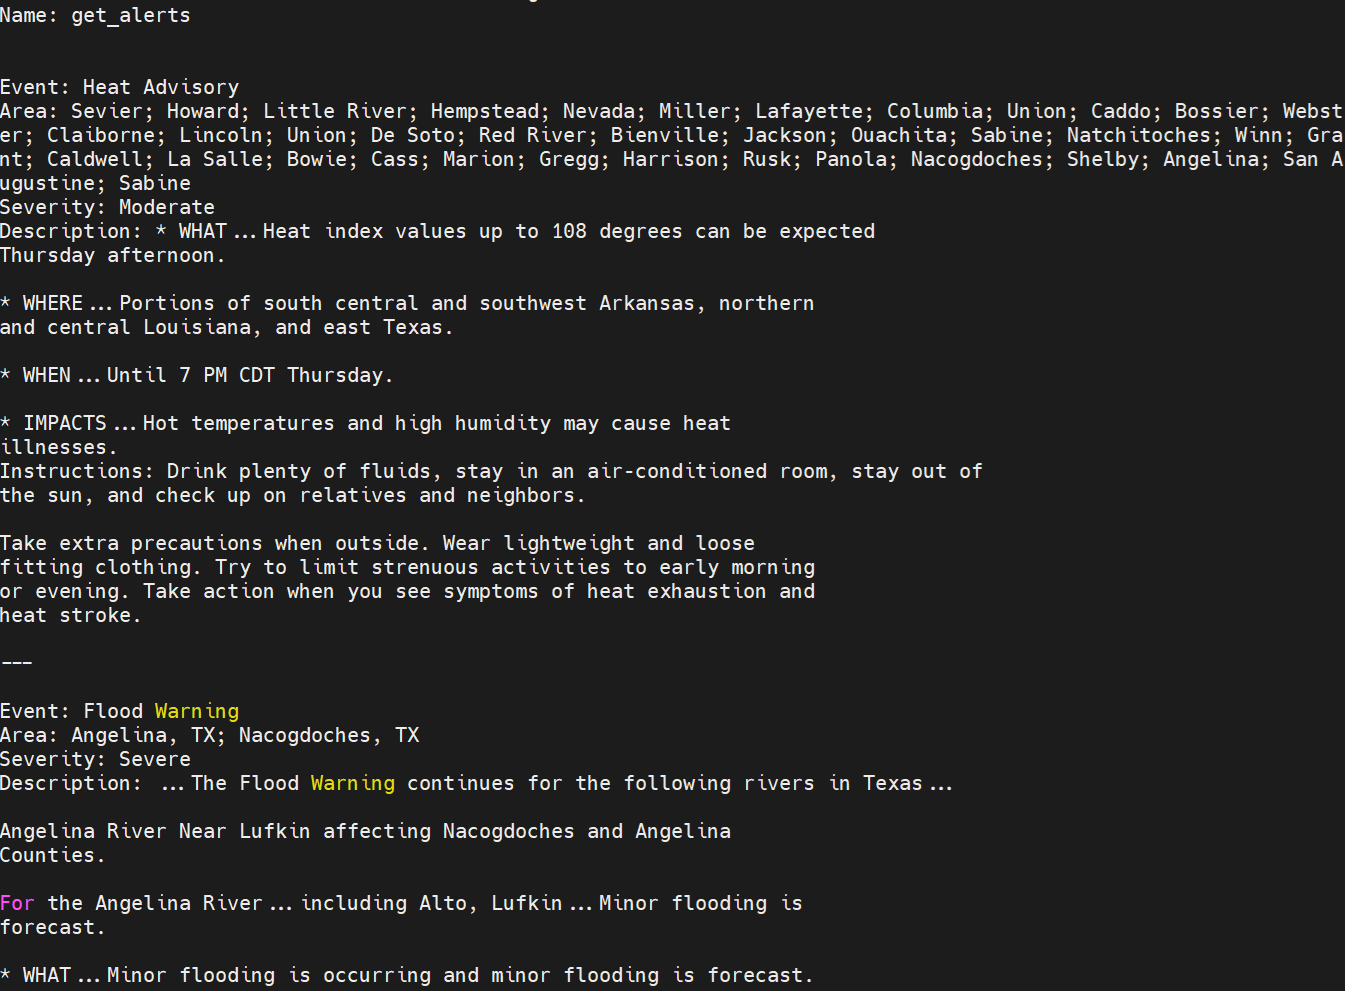 Name: get_alerts
Event: Heat Advisory
Area: Sevier; Howard; Little River; Hempstead; Nevada; Miller; Lafayette; Columbia; Union; Caddo; Bossier; Webst
er; Claiborne; Lincoln; Union; De Soto; Red River; Bienville; Jackson; Ouachita; Sabine; Natchitoches; Winn; Gra
nt; Caldwell; La Salle; Bowie; Cass; Marion; Gregg; Harrison; Rusk; Panola; Nacogdoches; Shelby; Angelina; San A
ugustine; Sabine
Severity: Moderate
Description: * WHAT...Heat index values up to 108 degrees can be expected
Thursday afternoon.
* WHERE...Portions of south central and southwest Arkansas, northern
and central Louisiana, and east Texas.
* WHEN...Until 7 PM CDT Thursday.
* IMPACTS...Hot temperatures and high humidity may cause heat
illnesses.
Instructions: Drink plenty of fluids, stay in an air-conditioned room, stay out of
the sun, and check up on relatives and neighbors.
Take extra precautions when outside. Wear lightweight and loose
fitting clothing. Try to limit strenuous activities to early morning
or evening. Take action when you see symptoms of heat exhaustion and
heat stroke.
---
Event: Flood Warning
Area: Angelina, TX; Nacogdoches, TX
Severity: Severe
Description: ...The Flood Warning continues for the following rivers in Texas...
Angelina River Near Lufkin affecting Nacogdoches and Angelina
Counties.
For the Angelina River...including Alto, Lufkin...Minor flooding is
forecast.
* WHAT...Minor flooding is occurring and minor flooding is forecast.